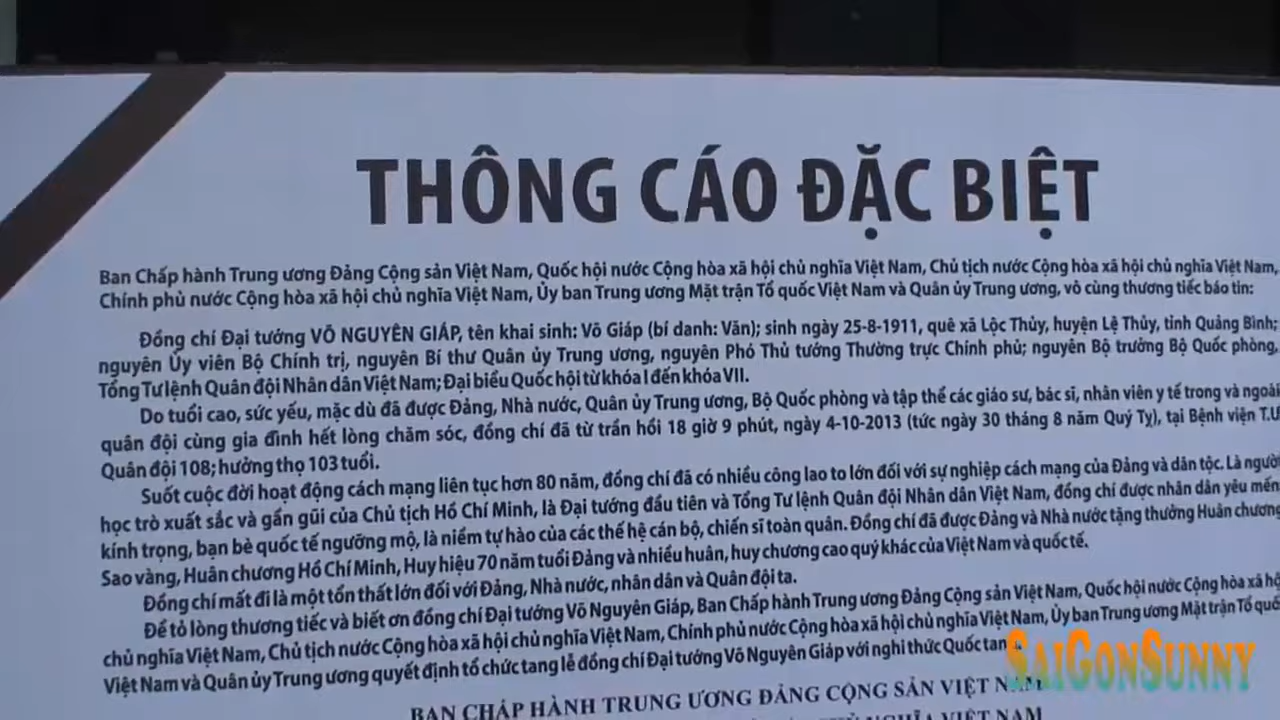 THÔNG CÁO ĐẶC BIỆT
Ban Chấp hành Trung ương Đảng Cộng sản Việt Nam, Quốc hội nước Cộng hòa xã hội chủ nghĩa Việt Nam, Chủ tịch nước Cộng hòa xã hội chủ nghĩa Việt Nam,
Chính phủ nước Cộng hòa xã hội chủ nghĩa Việt Nam, Ủy ban Trung ương Mặt trận Tổ quốc Việt Nam và Quân ủy Trung ương, vô cùng thương tiếc báo tin:
Đồng chí Đại tướng VÕ NGUYÊN GIÁP, tên khai sinh: Võ Giáp (bí danh: Văn); sinh ngày 25-8-1911, quê xã Lộc Thủy, huyện Lệ Thủy, tỉnh Quảng Bình;
nguyên Ủy viên Bộ Chính trị, nguyên Bí thư Quân ủy Trung ương, nguyên Phó Thủ tướng Thường trực Chính phủ; nguyên Bộ trưởng Bộ Quốc phòng,
Tổng Tư lệnh Quân đội Nhân dân Việt Nam; Đại biểu Quốc hội từ khóa I đến khóa VII.
Do tuổi cao, sức yếu, mặc dù đã được Đảng, Nhà nước, Quân ủy Trung ương, Bộ Quốc phòng và tập thể các giáo sư, bác sĩ, nhân viên y tế trong và ngoài
quân đội cùng gia đình hết lòng chăm sóc, đồng chí đã từ trần hồi 18 giờ 9 phút, ngày 4-10-2013 (tức ngày 30 tháng 8 năm Quý Tỵ), tại Bệnh viện T.Ư
Quân đội 108; hưởng thọ 103 tuổi.
Suốt cuộc đời hoạt động cách mạng liên tục hơn 80 năm, đồng chí đã có nhiều công lao to lớn đối với sự nghiệp cách mạng của Đảng và dân tộc. Là người
học trò xuất sắc và gần gũi của Chủ tịch Hồ Chí Minh, là Đại tướng đầu tiên và Tổng Tư lệnh Quân đội Nhân dân Việt Nam, đồng chí được nhân dân yêu mến,
kính trọng, bạn bè quốc tế ngưỡng mộ, là niềm tự hào của các thế hệ cán bộ, chiến sĩ toàn quân. Đồng chí đã được Đảng và Nhà nước tặng thưởng Huân chương
Sao vàng, Huân chương Hồ Chí Minh, Huy hiệu 70 năm tuổi Đảng và nhiều huân, huy chương cao quý khác của Việt Nam và quốc tế.
Đồng chí mất đi là một tổn thất lớn đối với Đảng, Nhà nước, nhân dân và Quân đội ta.
Để tỏ lòng thương tiếc và biết ơn đồng chí Đại tướng Võ Nguyên Giáp, Ban Chấp hành Trung ương Đảng Cộng sản Việt Nam, Quốc hội nước Cộng hòa xã hộ
chủ nghĩa Việt Nam, Chủ tịch nước Cộng hòa xã hội chủ nghĩa Việt Nam, Chính phủ nước Cộng hòa xã hội chủ nghĩa Việt Nam, Ủy ban Trung ương Mặt trận Tổ quố
Việt Nam và Quân ủy Trung ương quyết định tổ chức tang lễ đồng chí Đại tướng Võ Nguyên Giáp với nghi thức Quốc tang
SAIGONSUNNY
BAN CHẤP HÀNH TRUNG ƯƠNG ĐẢNG CỘNG SẢN VIỆT NAM
NGHĨA VIỆT NAM